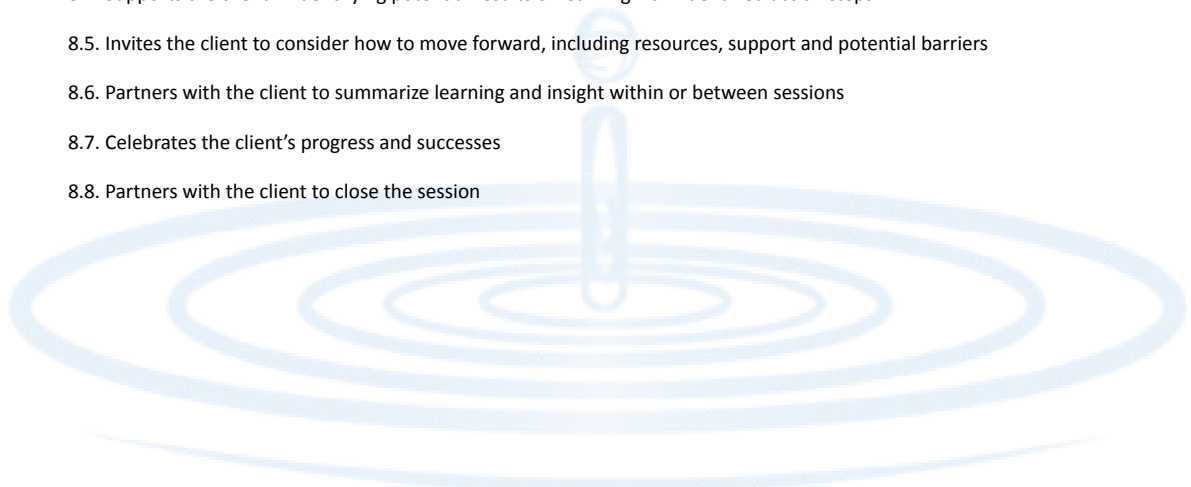 8.5. Invites the client to consider how to move forward, including resources, support and potential barriers
8.6. Partners with the client to summarize learning and insight within or between sessions
8.7. Celebrates the client's progress and successes
8.8. Partners with the client to close the session